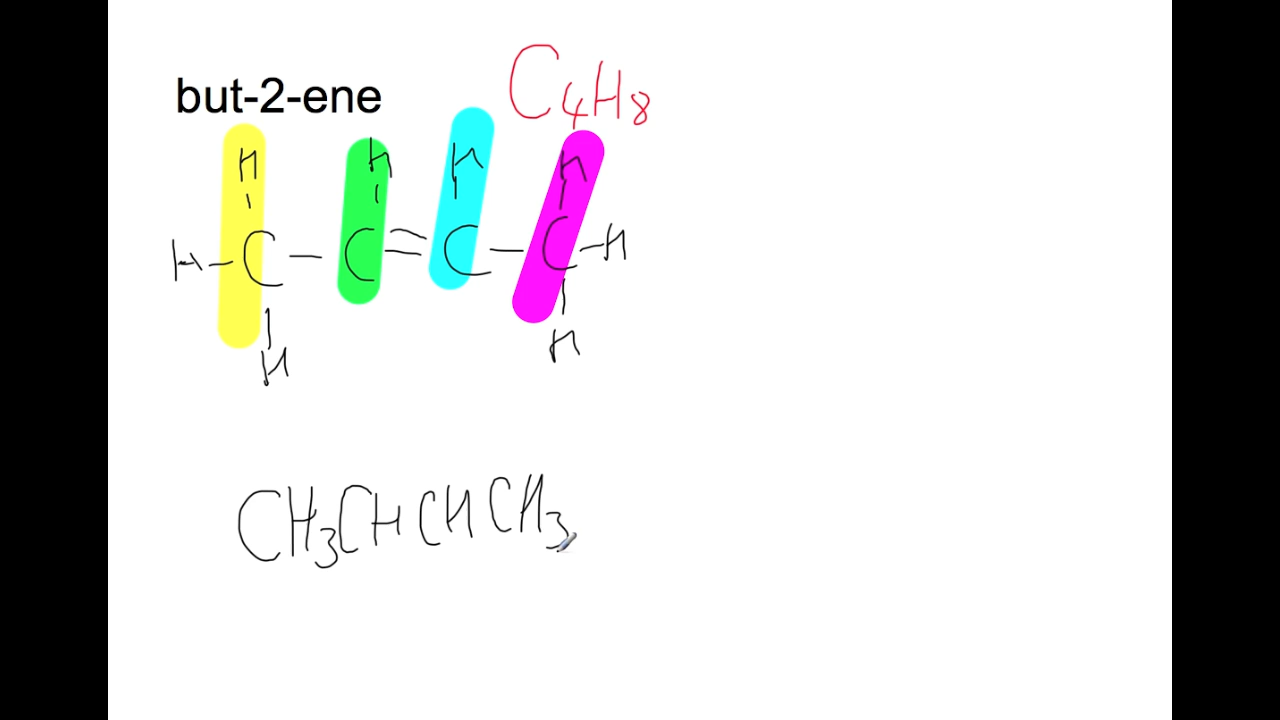 but-2-ene C₄H₈
H H H H
H - C - C = C - C - H
H H
CH₃CHCHCH₃